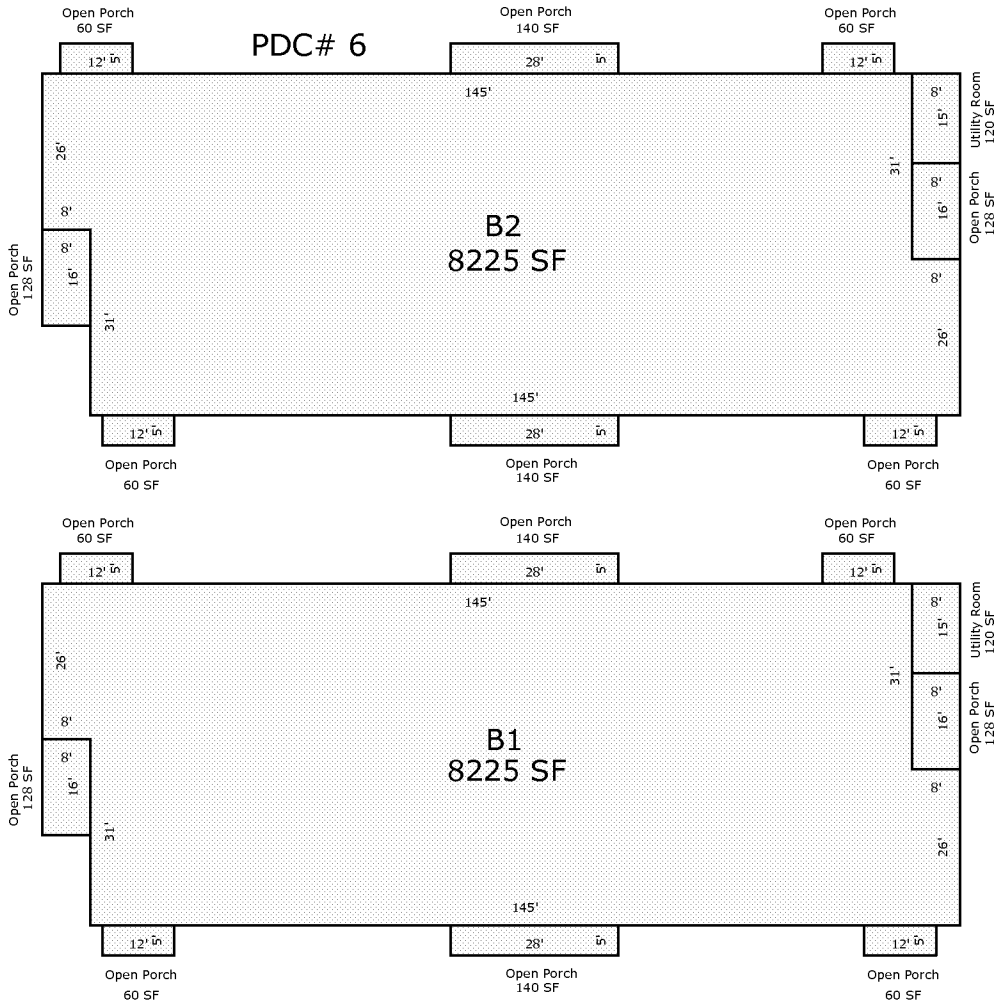 Open Porch
60 SF
PDC# 6
Open Porch
140 SF
Open Porch
60 SF
12' 5'
28' 5'
12' 5'
145'
8'
15'
Utility Room
120 SF
26'
31'
8'
16'
Open Porch
128 SF
8'
8'
16'
Open Porch
128 SF
B2
8225 SF
8'
31'
26'
145'
12' 5'
28' 5'
12' 5'
Open Porch
60 SF
Open Porch
140 SF
Open Porch
60 SF
Open Porch
60 SF
Open Porch
140 SF
Open Porch
60 SF
12' 5'
28' 5'
12' 5'
145'
8'
15'
Utility Room
120 SF
26'
31'
8'
16'
Open Porch
128 SF
8'
8'
16'
Open Porch
128 SF
B1
8225 SF
8'
31'
26'
145'
12' 5'
28' 5'
12' 5'
Open Porch
60 SF
Open Porch
140 SF
Open Porch
60 SF